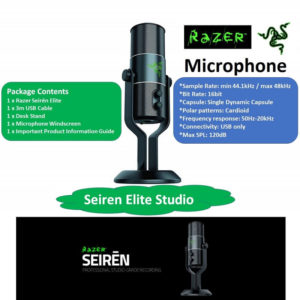 RAZER
Microphone
Package Contents
1 x Razer Seirén Elite
1 x 3m USB Cable
1 x Desk Stand
1 x Microphone Windscreen
1 x Important Product Information Guide
*Sample Rate: min 44.1kHz / max 48kHz
*Bit Rate: 16bit
*Capsule: Single Dynamic Capsule
*Polar patterns: Cardioid
*Frequency response: 50Hz-20kHz
*Connectivity: USB only
*Max SPL: 120dB
Seiren Elite Studio
RAZER
SEIRĒN
PROFESSIONAL STUDIO-GRADE RECORDING